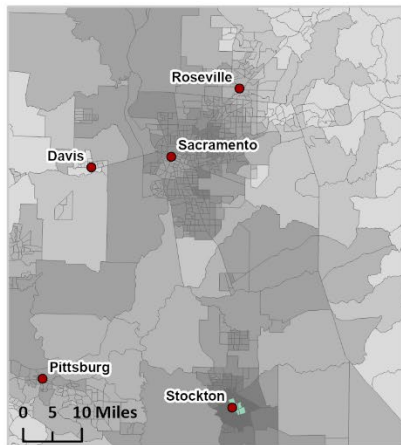 Roseville
Sacramento
Davis
Pittsburg
Stockton
0 5 10 Miles